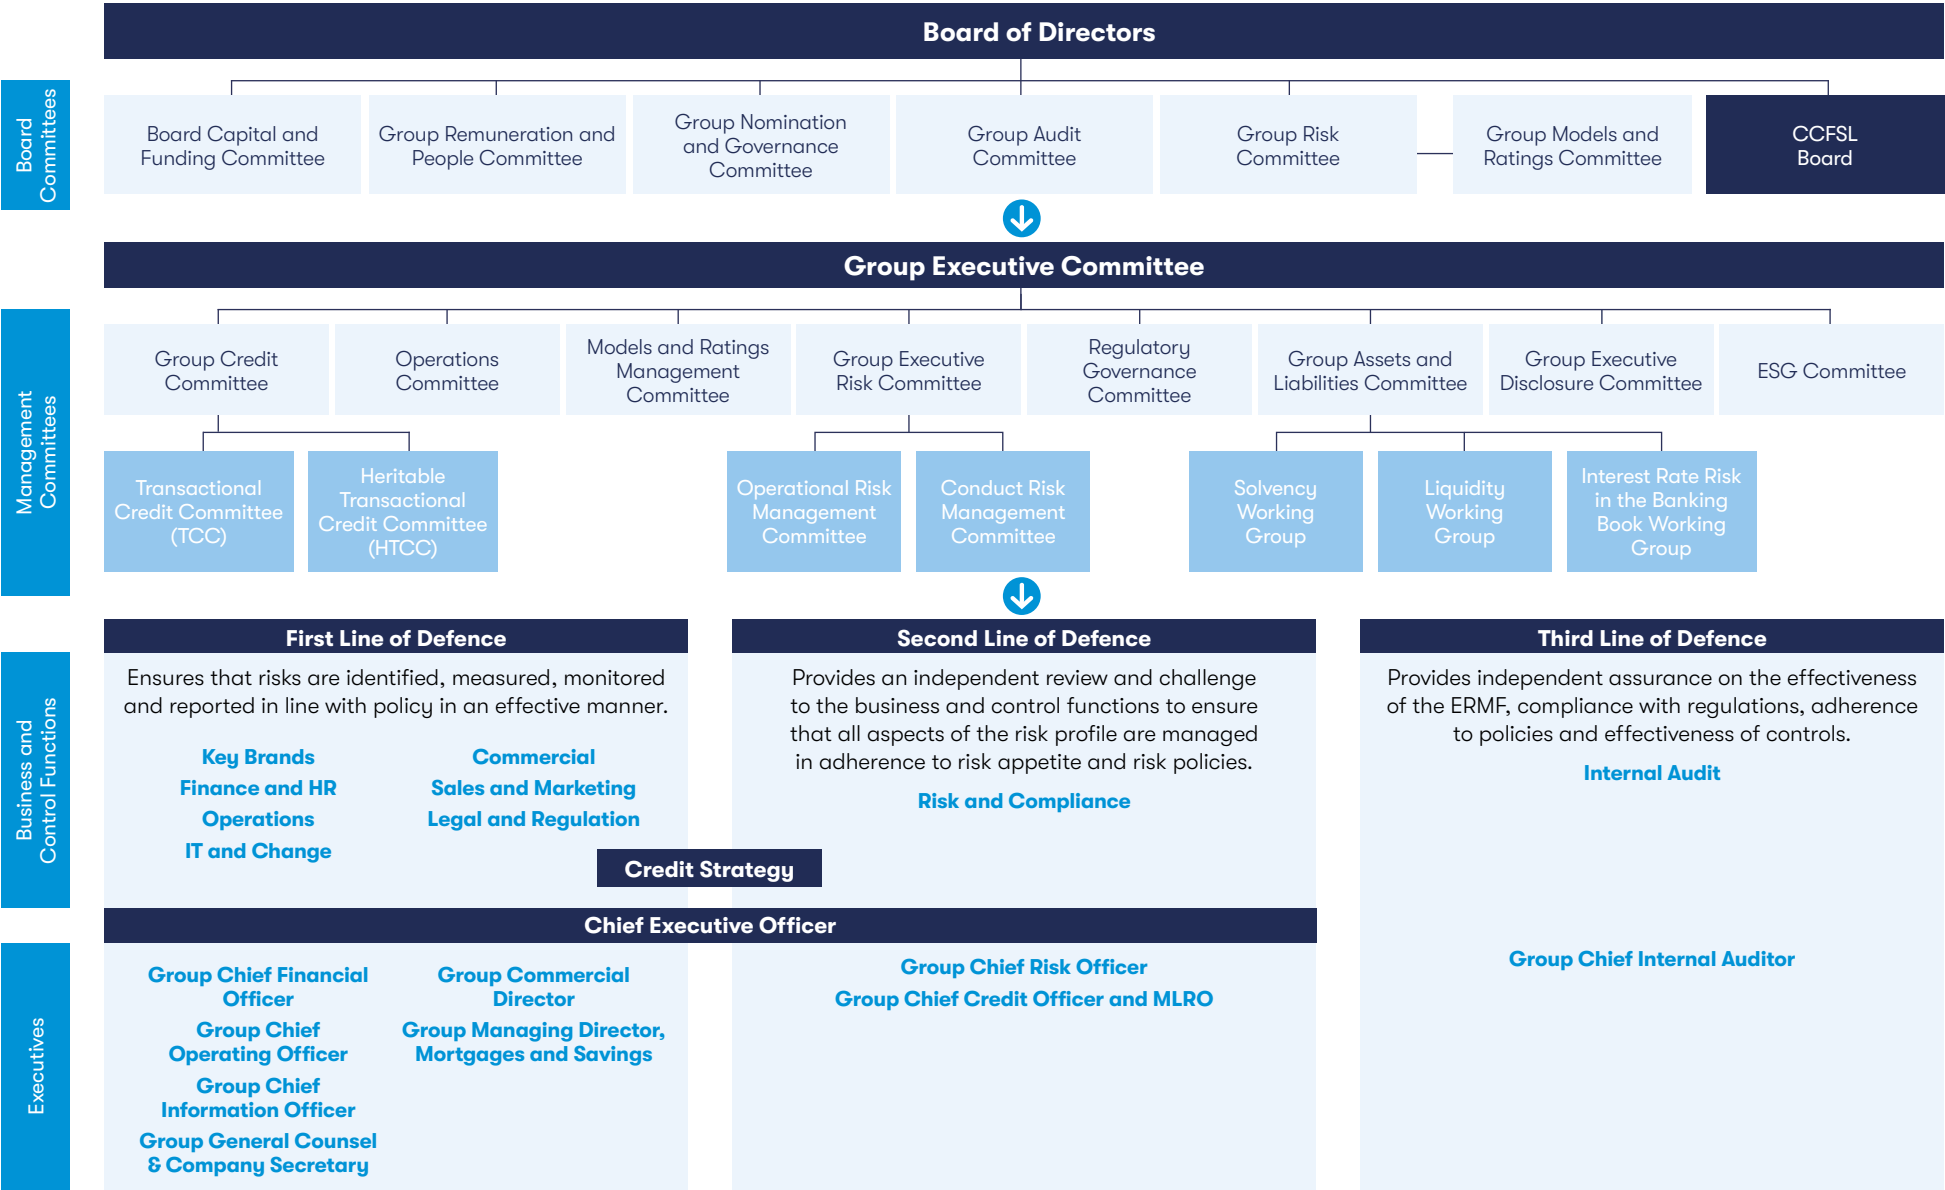 Board of Directors
Board
Committees
Board Capital and
Funding Committee
Group Remuneration and
People Committee
Group Nomination
and Governance
Committee
Group Audit
Committee
Group Risk
Committee
Group Models and
Ratings Committee
CCFSL
Board
Group Executive Committee
Management
Committees
Group Credit
Committee
Operations
Committee
Models and Ratings
Management
Committee
Group Executive
Risk Committee
Regulatory
Governance
Committee
Group Assets and
Liabilities Committee
Group Executive
Disclosure Committee
ESG Committee
Transactional
Credit Committee
(TCC)
Heritable
Transactional
Credit Committee
(HTCC)
Operational Risk
Management
Committee
Conduct Risk
Management
Committee
Solvency
Working
Group
Liquidity
Working
Group
Interest Rate Risk
in the Banking
Book Working
Group
Business and
Control Functions
First Line of Defence
Ensures that risks are identified, measured, monitored
and reported in line with policy in an effective manner.
Key Brands
Finance and HR
Operations
IT and Change
Commercial
Sales and Marketing
Legal and Regulation
Second Line of Defence
Provides an independent review and challenge
to the business and control functions to ensure
that all aspects of the risk profile are managed
in adherence to risk appetite and risk policies.
Risk and Compliance
Third Line of Defence
Provides independent assurance on the effectiveness
of the ERMF, compliance with regulations, adherence
to policies and effectiveness of controls.
Internal Audit
Credit Strategy
Chief Executive Officer
Executives
Group Chief Financial
Officer
Group Chief
Operating Officer
Group Chief
Information Officer
Group General Counsel
& Company Secretary
Group Commercial
Director
Group Managing Director,
Mortgages and Savings
Group Chief Risk Officer
Group Chief Credit Officer and MLRO
Group Chief Internal Auditor